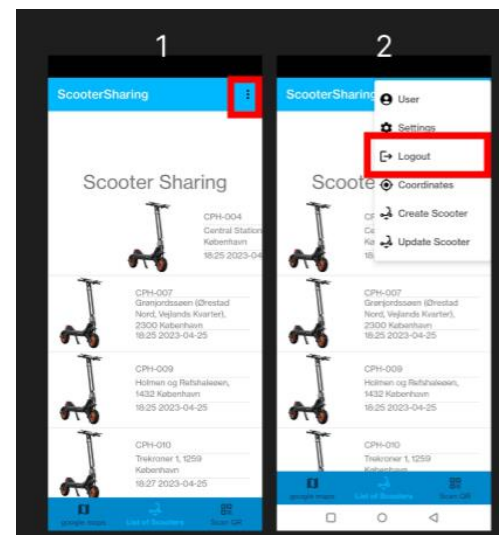 1
ScooterSharing
Scooter Sharing
CPH-004
Central Station
København
18:25 2023-04
CPH-007
Grønjordssøen (Ørestad
Nord, Vejlands Kvarter),
2300 København
18:25 2023-04-25
CPH-009
Holmen og Refshaleøen,
1432 København
18:25 2023-04-25
CPH-010
Trekroner 1, 1259
København
18:27 2023-04-25
google maps
List of Scooters
Scan QR
2
ScooterSharing
User
Settings
Logout
Coordinates
Create Scooter
Update Scooter
Scoote
CPH-007
Grønjordssøen (Ørestad
Nord, Vejlands Kvarter),
2300 København
18:25 2023-04-25
CPH-009
Holmen og Refshaleøen,
1432 København
18:25 2023-04-25
CPH-010
Trekroner 1, 1259
København
google maps
List of Scooters
Scan QR